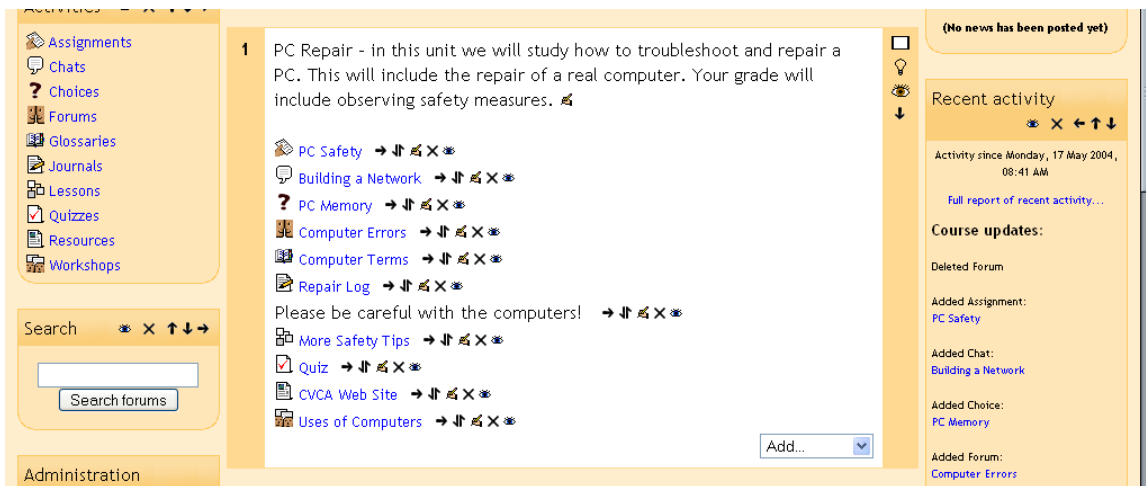 Activities
Assignments
Chats
Choices
Forums
Glossaries
Journals
Lessons
Quizzes
Resources
Workshops
Search
Search forums
Administration
1
PC Repair - in this unit we will study how to troubleshoot and repair a
PC. This will include the repair of a real computer. Your grade will
include observing safety measures.
PC Safety
Building a Network
PC Memory
Computer Errors
Computer Terms
Repair Log
Please be careful with the computers!
More Safety Tips
Quiz
CVCA Web Site
Uses of Computers
Add...
(No news has been posted yet)
Recent activity
Activity since Monday, 17 May 2004,
08:41 AM
Full report of recent activity...
Course updates:
Deleted Forum
Added Assignment:
PC Safety
Added Chat:
Building a Network
Added Choice:
PC Memory
Added Forum:
Computer Errors